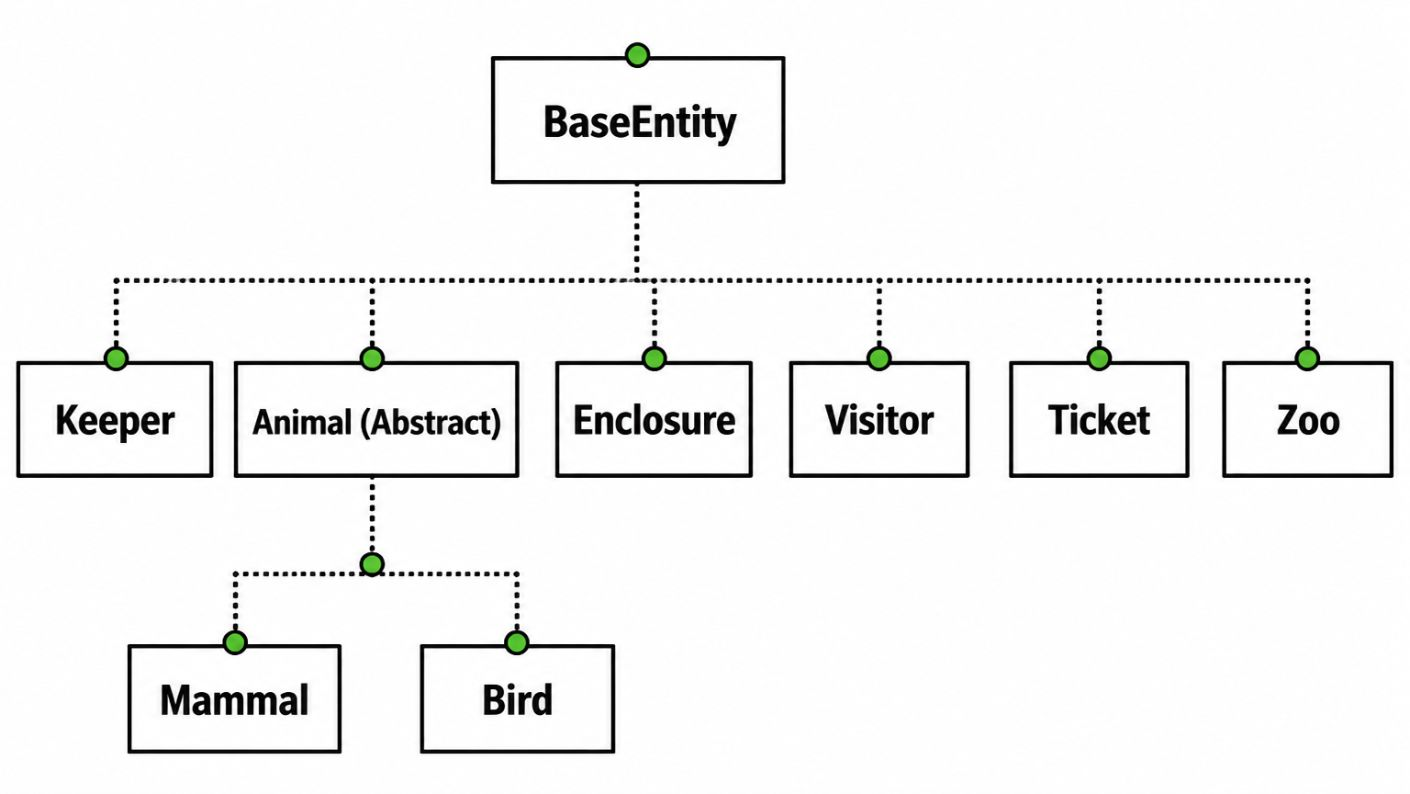 BaseEntity
Keeper
Animal (Abstract)
Enclosure
Visitor
Ticket
Zoo
Mammal
Bird